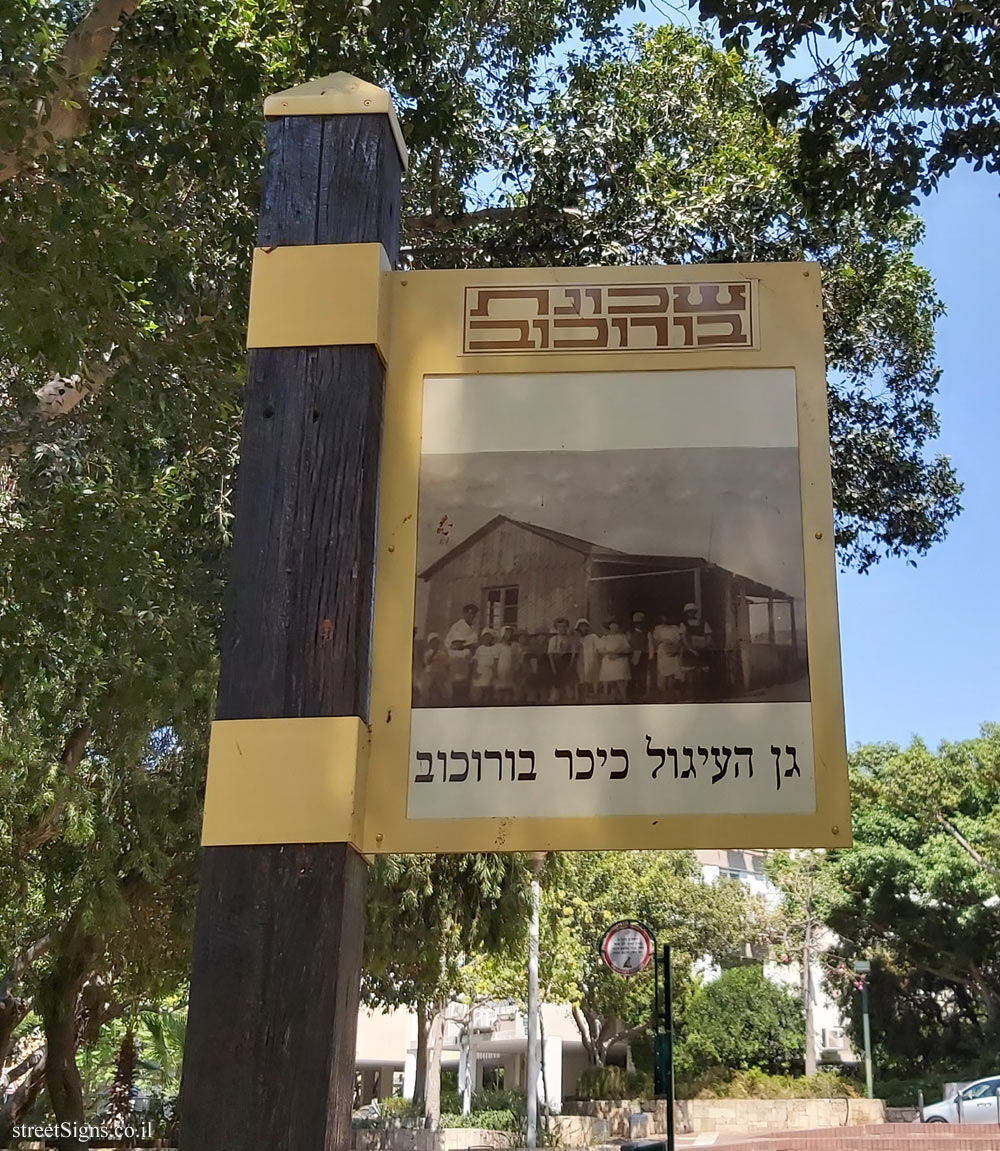 שכונת
בורוכוב
גן העיגול כיכר בורוכוב
streetSigns.co.il